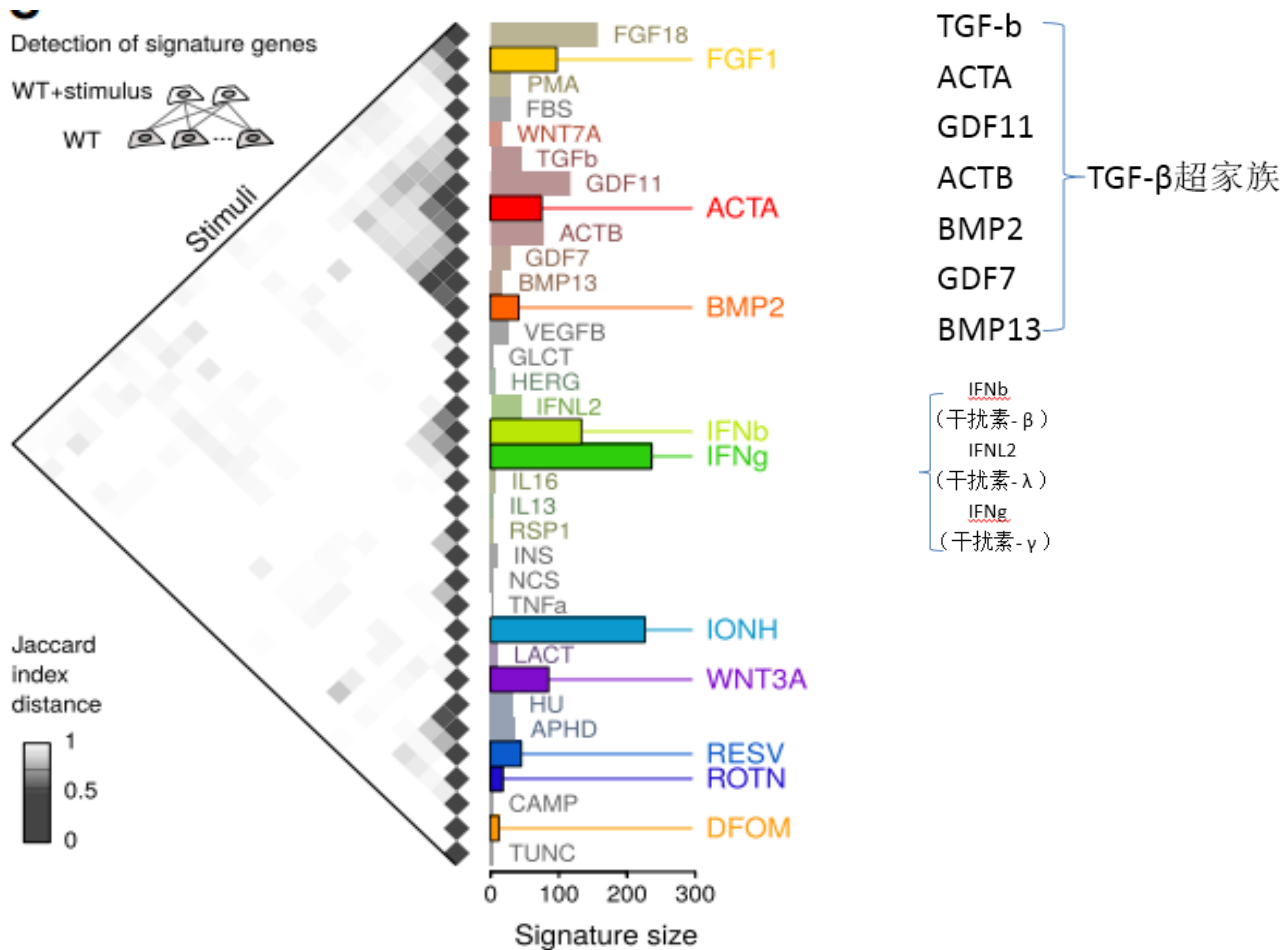 Detection of signature genes
WT+stimulus
WT
Stimuli
FGF18
FGF1
PMA
FBS
WNT7A
TGFb
GDF11
ACTA
ACTB
GDF7
BMP13
BMP2
VEGFB
GLCT
HERG
IFNL2
IFNb
IFNg
IL16
IL13
RSP1
INS
NCS
TNFa
IONH
LACT
WNT3A
HU
APHD
RESV
ROTN
CAMP
DFOM
TUNC
0 100 200 300
Signature size
Jaccard
index
distance
1
0.5
0
TGF-b
ACTA
GDF11
ACTB
BMP2
GDF7
BMP13
TGF-β超家族
IFNb
（干扰素-β）
IFNL2
（干扰素-λ）
IFNg
（干扰素-γ）